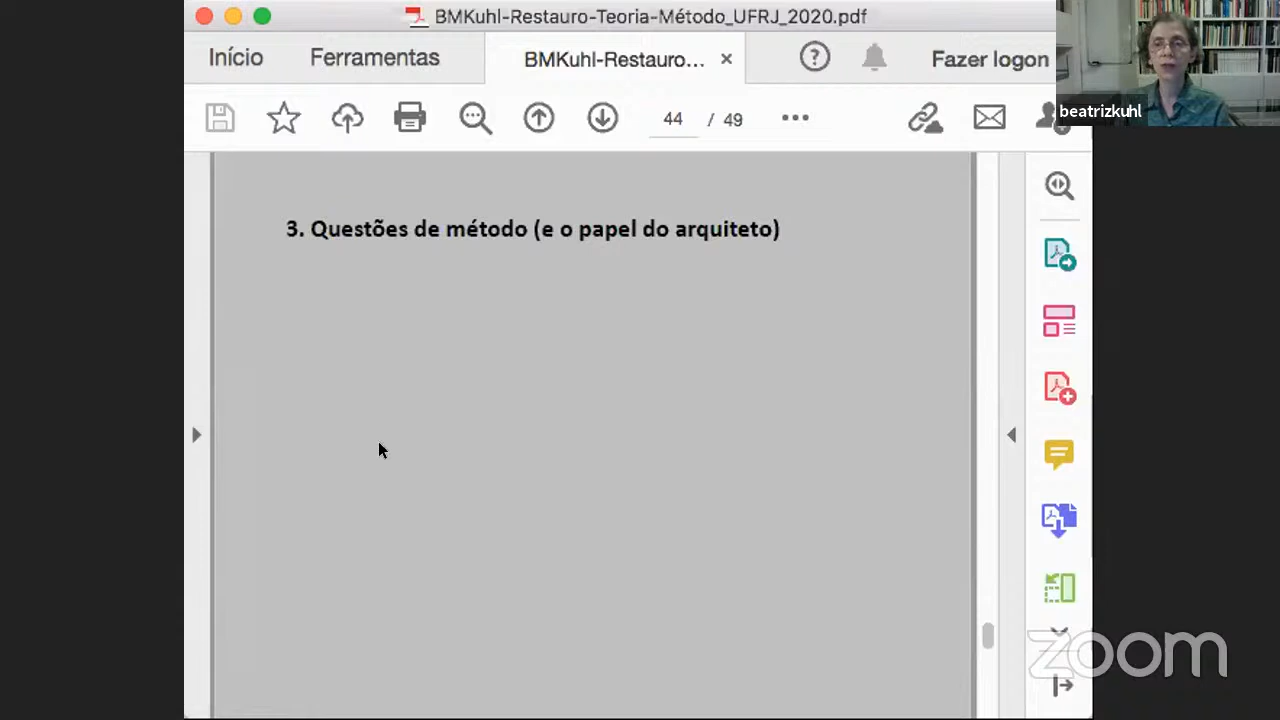 BMKuhl-Restauro-Teoria-Método_UFRJ_2020.pdf
Início
Ferramentas
BMKuhl-Restauro...
Fazer logon
beatrizkuhl
44 / 49
3. Questões de método (e o papel do arquiteto)
zoom